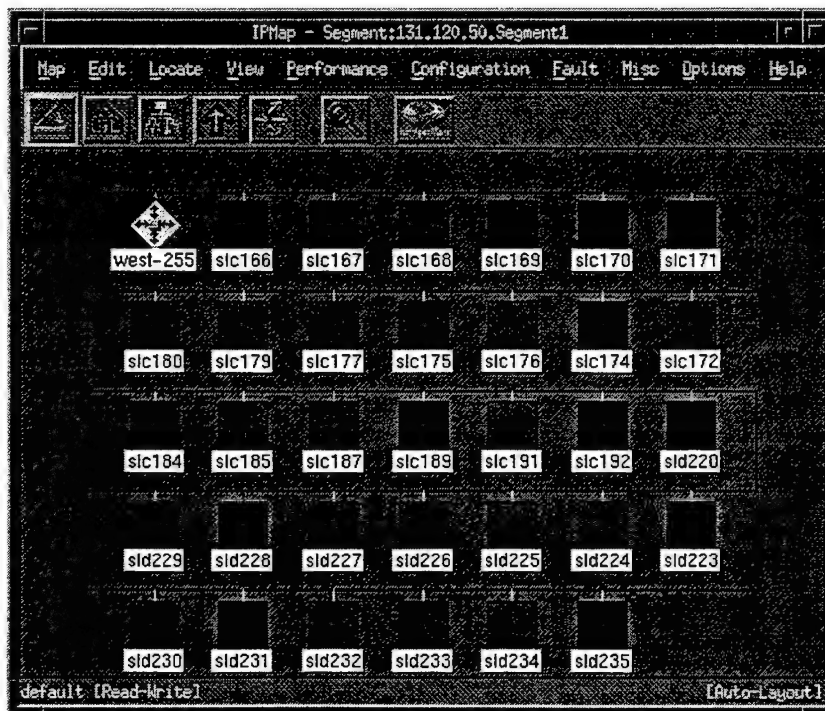 IPMap - Segment:131.120.50.Segment1
Map Edit Locate View Performance Configuration Fault Misc Options Help
west-255 slc166 slc167 slc168 slc169 slc170 slc171
slc180 slc179 slc177 slc175 slc176 slc174 slc172
slc184 slc185 slc187 slc189 slc191 slc192 sld220
sld229 sld228 sld227 sld226 sld225 sld224 sld223
sld230 sld231 sld232 sld233 sld234 sld235
default [Read-Write] [Auto-Layout]